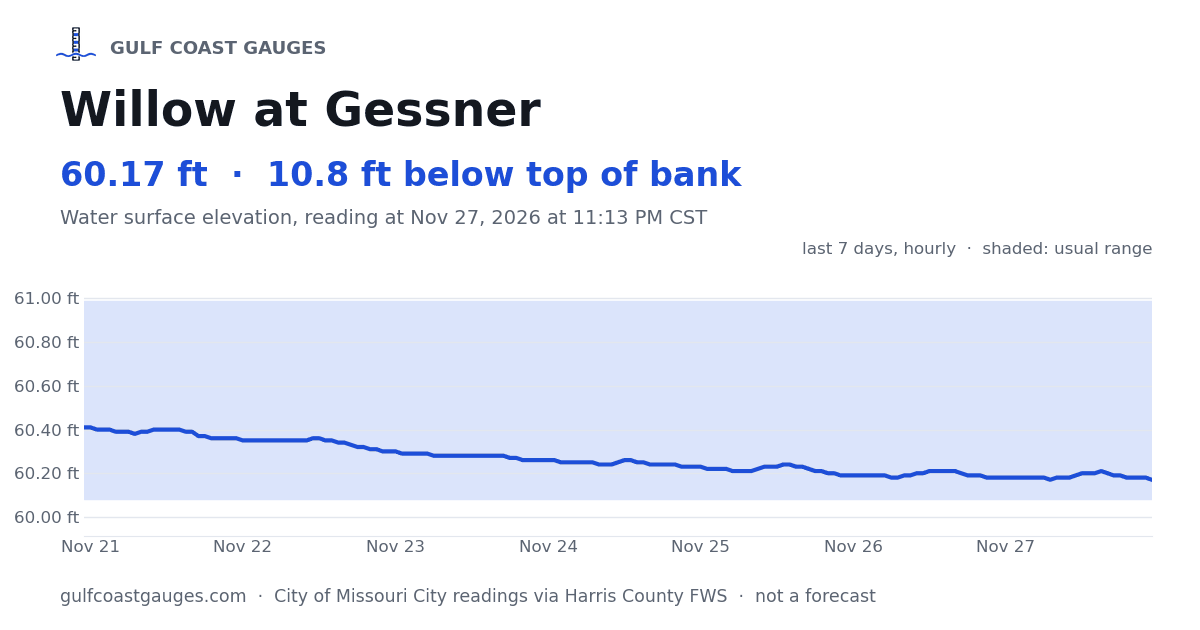 GULF COAST GAUGES
Willow at Gessner
60.17 ft · 10.8 ft below top of bank
Water surface elevation, reading at Nov 27, 2026 at 11:13 PM CST
last 7 days, hourly · shaded: usual range
61.00 ft
60.80 ft
60.60 ft
60.40 ft
60.20 ft
60.00 ft
Nov 21 Nov 22 Nov 23 Nov 24 Nov 25 Nov 26 Nov 27
gulfcoastgauges.com · City of Missouri City readings via Harris County FWS · not a forecast